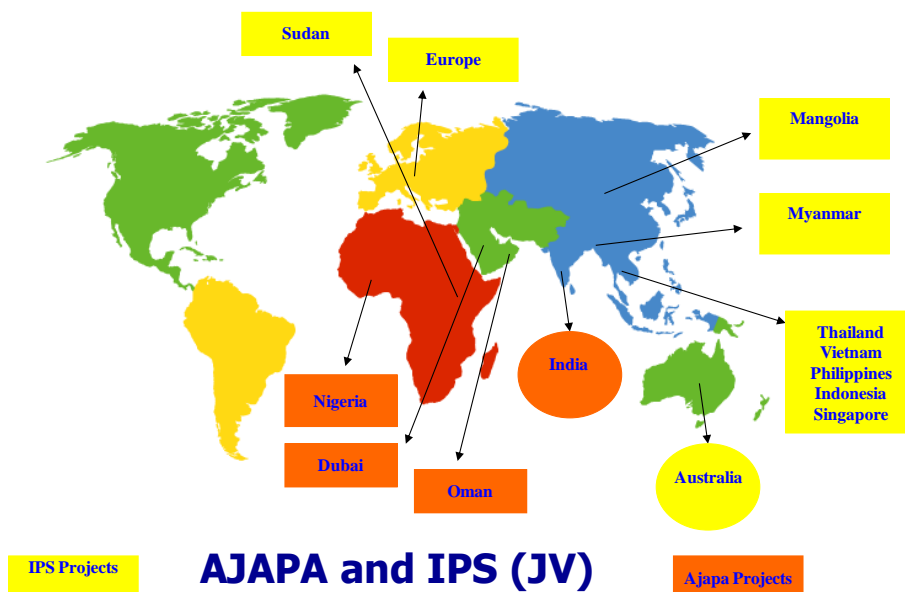 Sudan
Europe
Mangolia
Myanmar
Thailand
Vietnam
Philippines
Indonesia
Singapore
India
Nigeria
Dubai
Oman
Australia
IPS Projects
AJAPA and IPS (JV)
Ajapa Projects